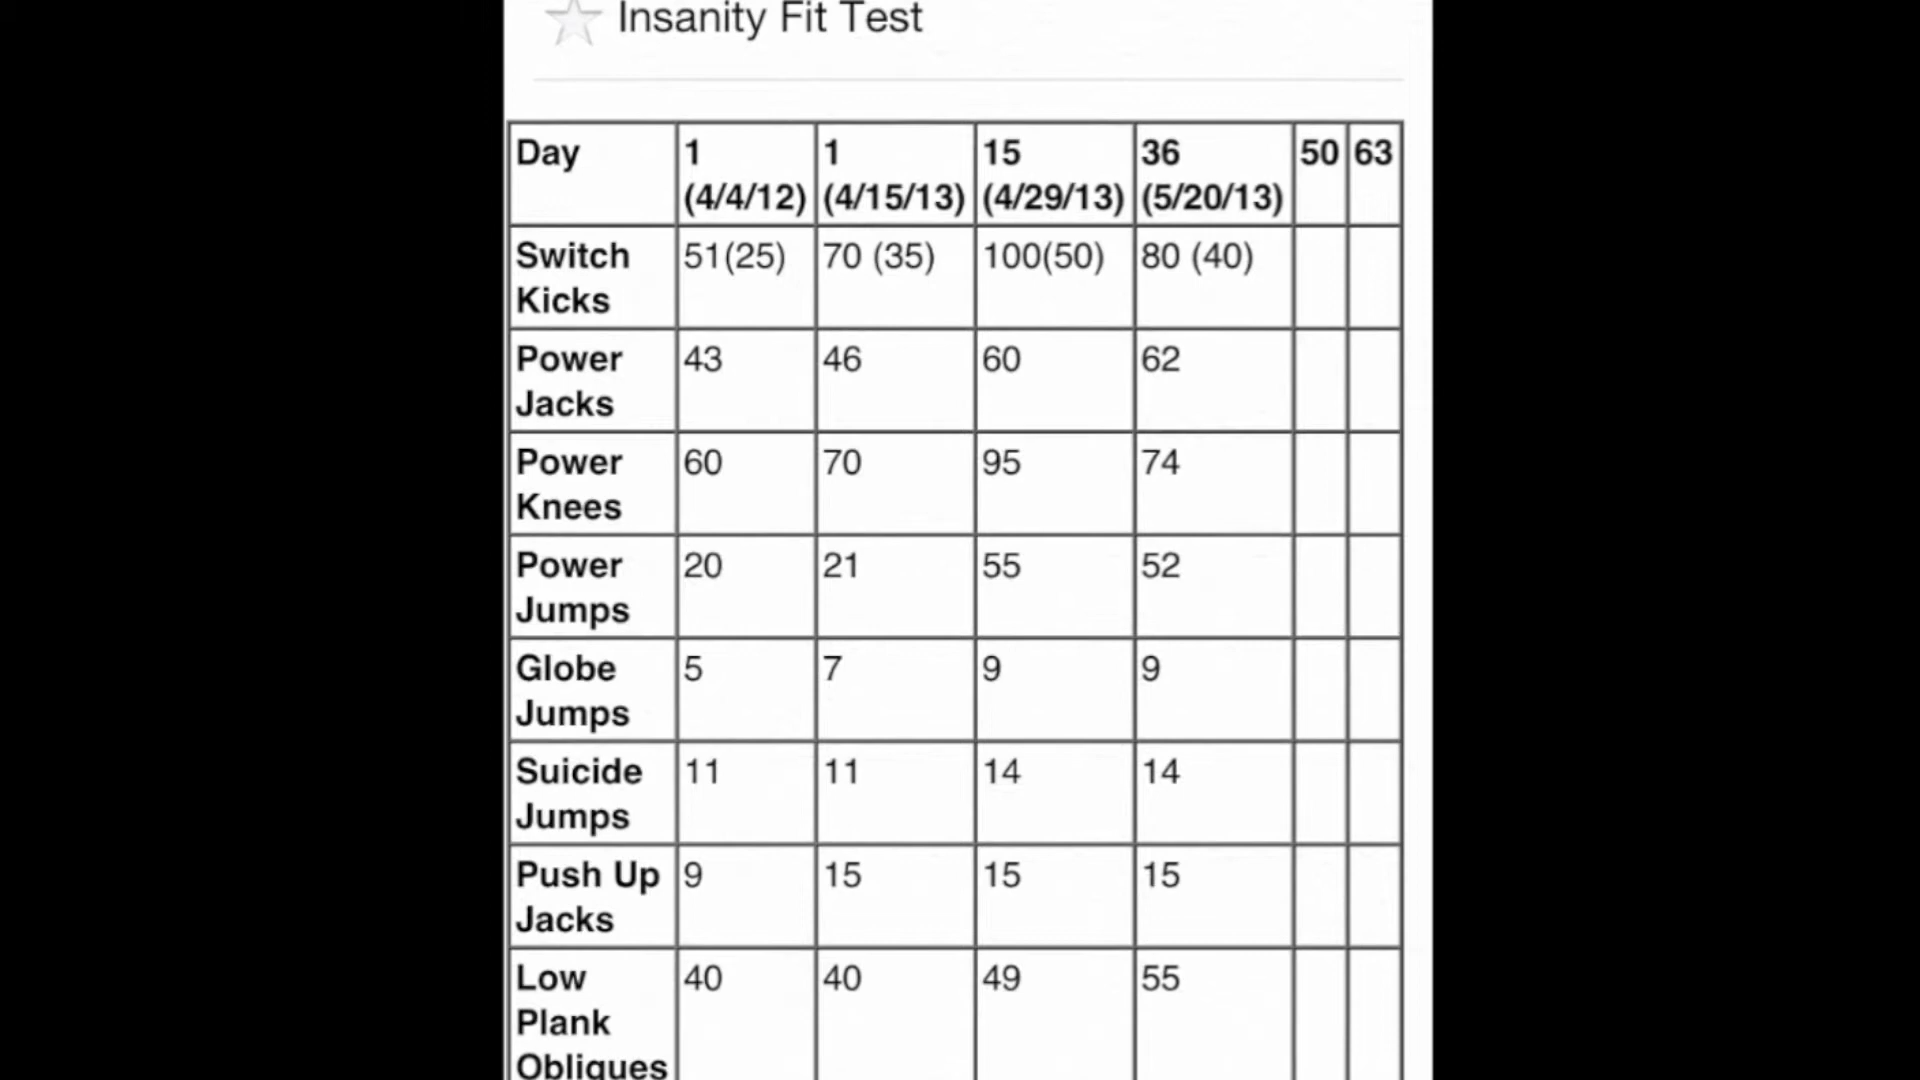 Insanity Fit Test
Day 1 (4/4/12) 1 (4/15/13) 15 (4/29/13) 36 (5/20/13) 50 63
Switch Kicks 51(25) 70 (35) 100(50) 80 (40)
Power Jacks 43 46 60 62
Power Knees 60 70 95 74
Power Jumps 20 21 55 52
Globe Jumps 5 7 9 9
Suicide Jumps 11 11 14 14
Push Up Jacks 9 15 15 15
Low Plank Obliques 40 40 49 55